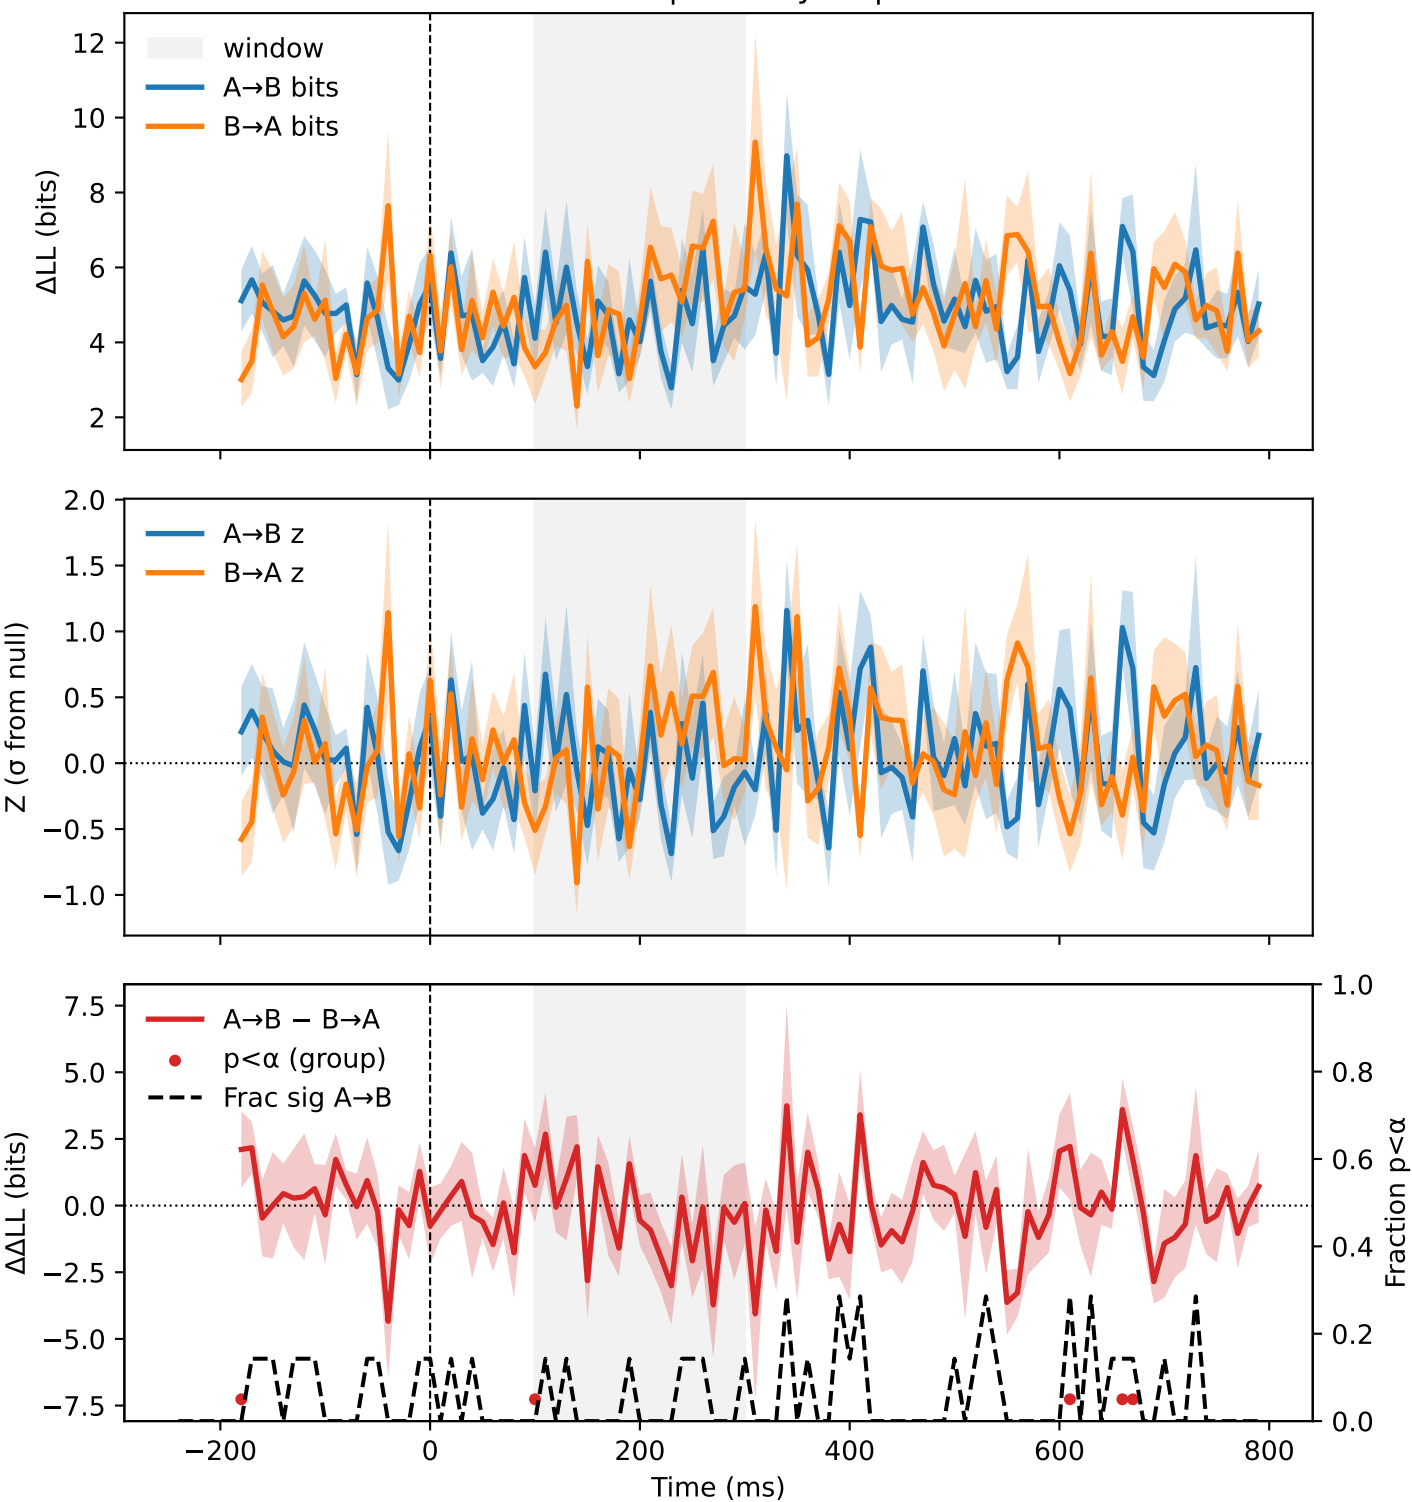 12
10
8
6
4
2
ΔLL (bits)
window
A→B bits
B→A bits
2.0
1.5
1.0
0.5
0.0
−0.5
−1.0
Z (σ from null)
A→B z
B→A z
7.5
5.0
2.5
0.0
−2.5
−5.0
−7.5
ΔΔLL (bits)
A→B − B→A
p<α (group)
Frac sig A→B
1.0
0.8
0.6
0.4
0.2
0.0
Fraction p<α
−200
0
200
400
600
800
Time (ms)